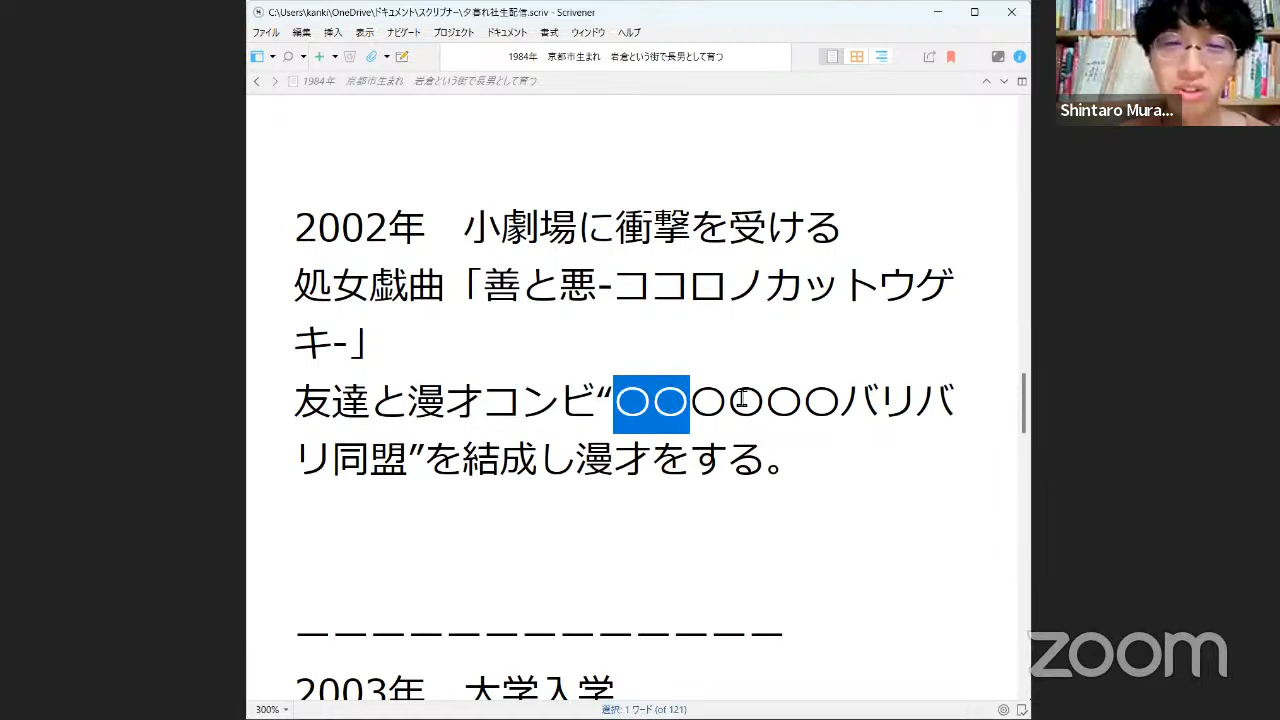 C:\Users\kanki\OneDrive\ドキュメント\スクリプナー\夕暮れ社生配信.scriv - Scrivener
ファイル 編集 挿入 表示 ナビゲート プロジェクト ドキュメント 書式 ウィンドウ ヘルプ
1984年　京都市生まれ　岩倉という街で長男として育つ
1984年　京都市生まれ　岩倉という街で長男として育つ
Shintaro Mura...
2002年　小劇場に衝撃を受ける
処女戯曲「善と悪-ココロノカットウゲ
キ-」
友達と漫才コンビ“〇〇〇〇〇〇バリバ
リ同盟”を結成し漫才をする。
ーーーーーーーーーーーーー
2003年　大学入学
300%
選択: 1 ワード (of 121)
zoom